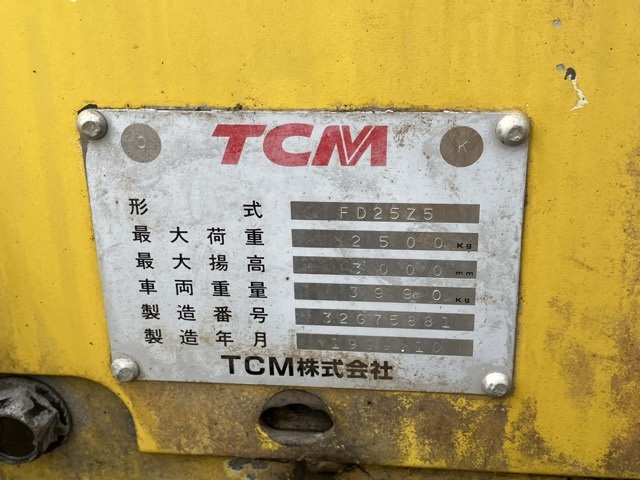 O TCM K
形式 FD25Z5
最大荷重 2500 Kg
最大揚高 3000 mm
車両重量 3990 Kg
製造番号 32G75881
製造年月
TCM株式会社